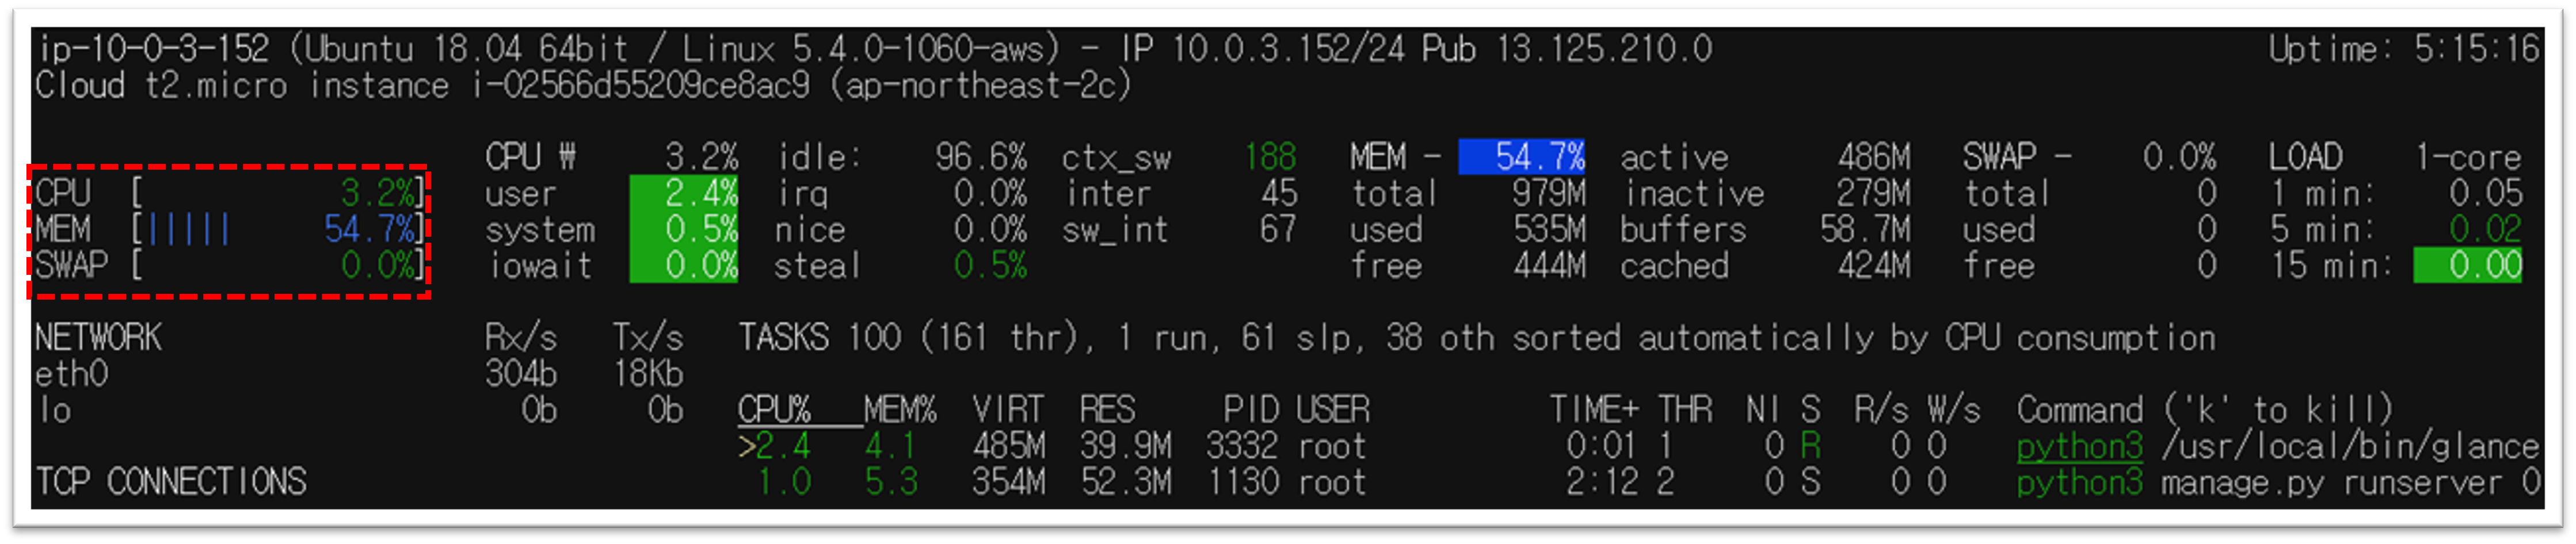 ip-10-0-3-152 (Ubuntu 18.04 64bit / Linux 5.4.0-1060-aws) - IP 10.0.3.152/24 Pub 13.125.210.0 Uptime: 5:15:16
Cloud t2.micro instance i-02566d55209ce8ac9 (ap-northeast-2c)
CPU ₩ 3.2% idle: 96.6% ctx_sw 188 MEM - 54.7% active 486M SWAP - 0.0% LOAD 1-core
CPU [ 3.2%] user 2.4% irq 0.0% inter 45 total 979M inactive 279M total 0 1 min: 0.05
MEM [||||| 54.7%] system 0.5% nice 0.0% sw_int 67 used 535M buffers 58.7M used 0 5 min: 0.02
SWAP [ 0.0%] iowait 0.0% steal 0.5% free 444M cached 424M free 0 15 min: 0.00
NETWORK Rx/s Tx/s TASKS 100 (161 thr), 1 run, 61 slp, 38 oth sorted automatically by CPU consumption
eth0 304b 18Kb
lo 0b 0b CPU% MEM% VIRT RES PID USER TIME+ THR NI S R/s W/s Command ('k' to kill)
>2.4 4.1 485M 39.9M 3332 root 0:01 1 0 R 0 0 python3 /usr/local/bin/glance
TCP CONNECTIONS 1.0 5.3 354M 52.3M 1130 root 2:12 2 0 S 0 0 python3 manage.py runserver 0